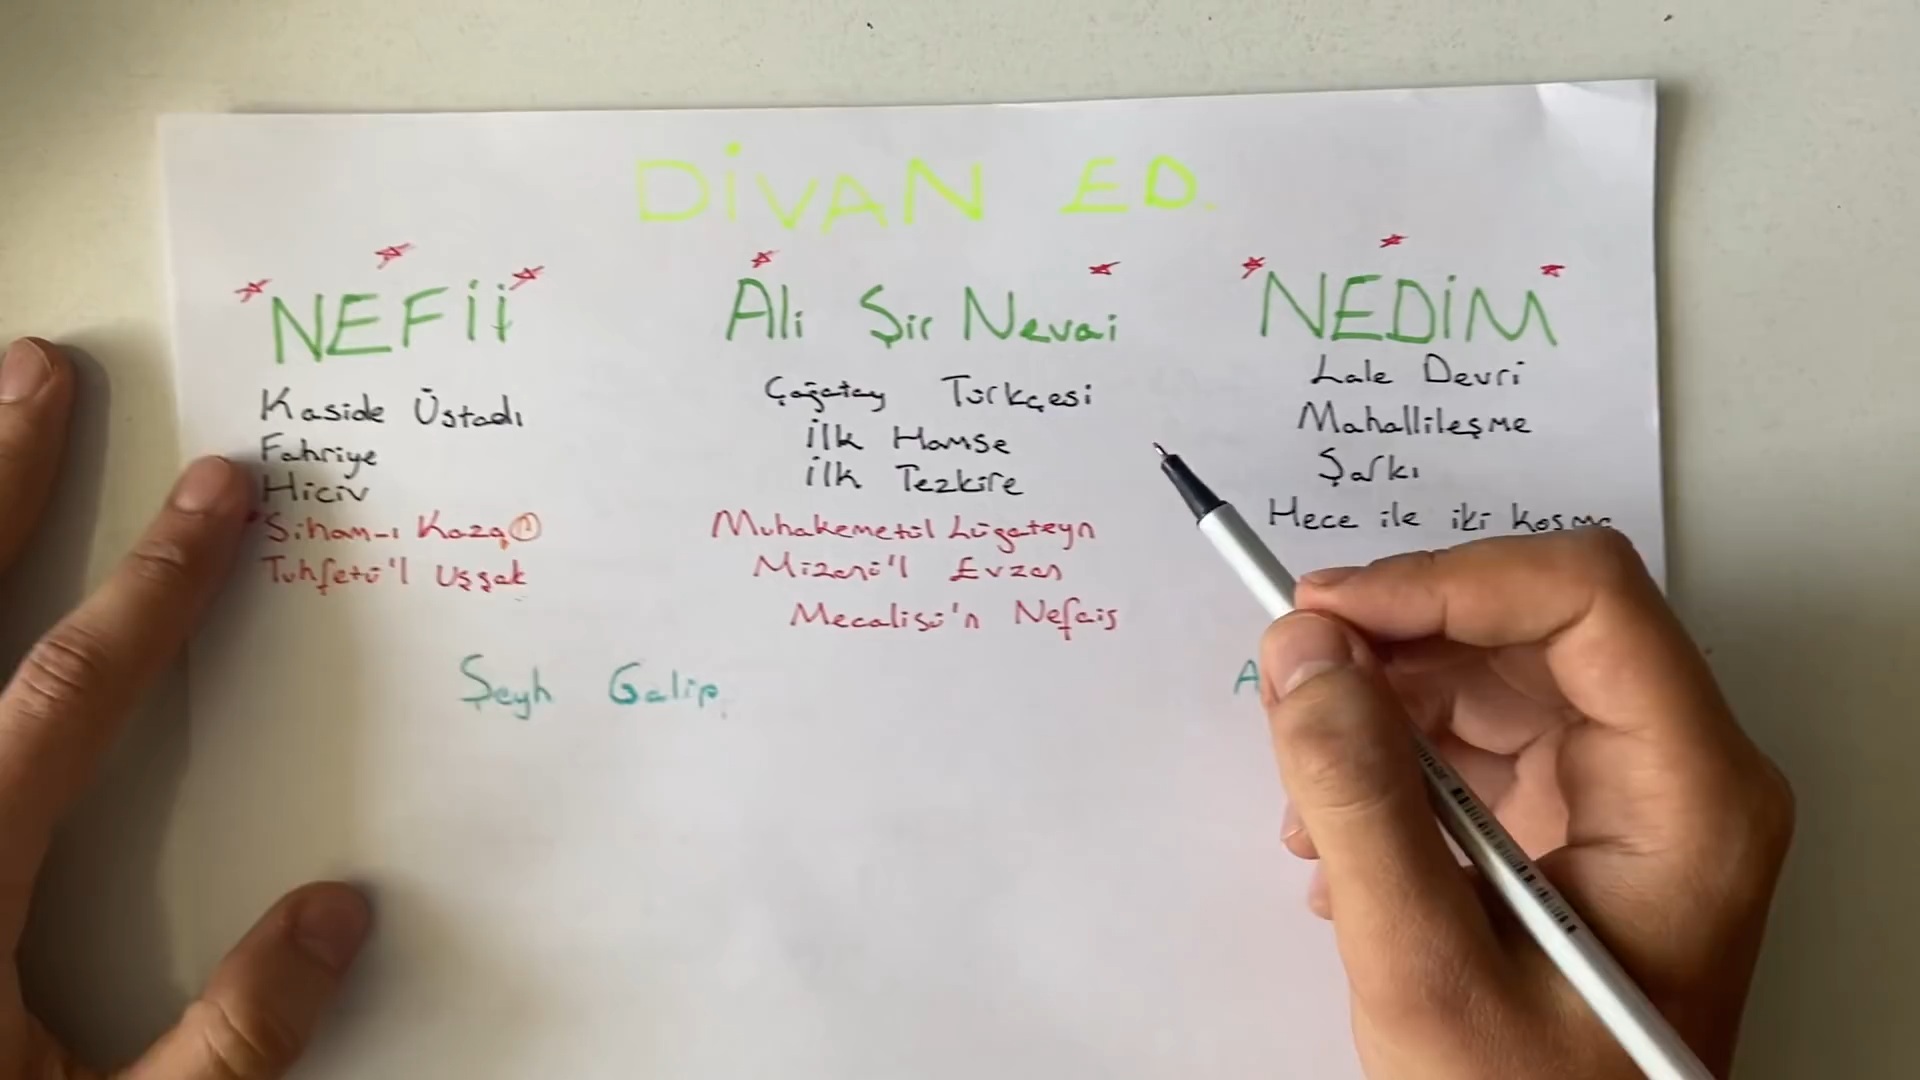 DİVAN ED.
NEFİİ
Kaside Üstadı
Fahriye
Hiciv
Siham-ı Kaza
Tuhfetü'l Uşşak
Ali Şir Nevai
Çağatay Türkçesi
İlk Hamse
İlk Tezkire
Muhakemetül Lügateyn
Mizanü'l Evzan
Mecalisü'n Nefais
NEDİM
Lale Devri
Mahallileşme
Şarkı
Hece ile iki koşma
Şeyh Galip
A